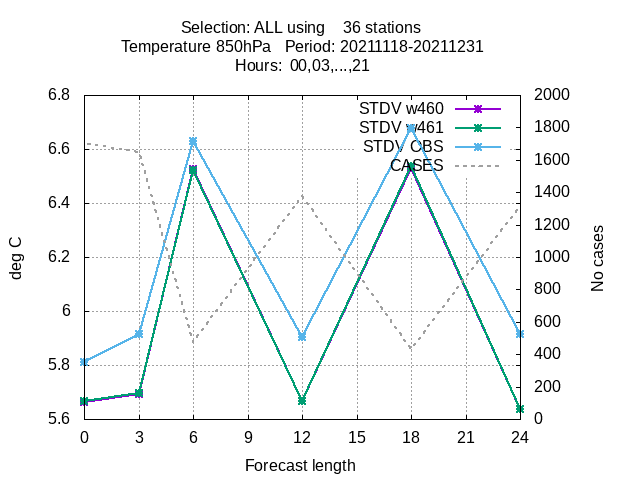 Selection: ALL using    36 stations
Temperature 850hPa   Period: 20211118-20211231
Hours: 00,03,...,21
6.8
6.6
6.4
6.2
6
5.8
5.6
deg C
STDV w460
STDV w461
STDV OBS
CASES
2000
1800
1600
1400
1200
1000
800
600
400
200
0
No cases
0 3 6 9 12 15 18 21 24
Forecast length